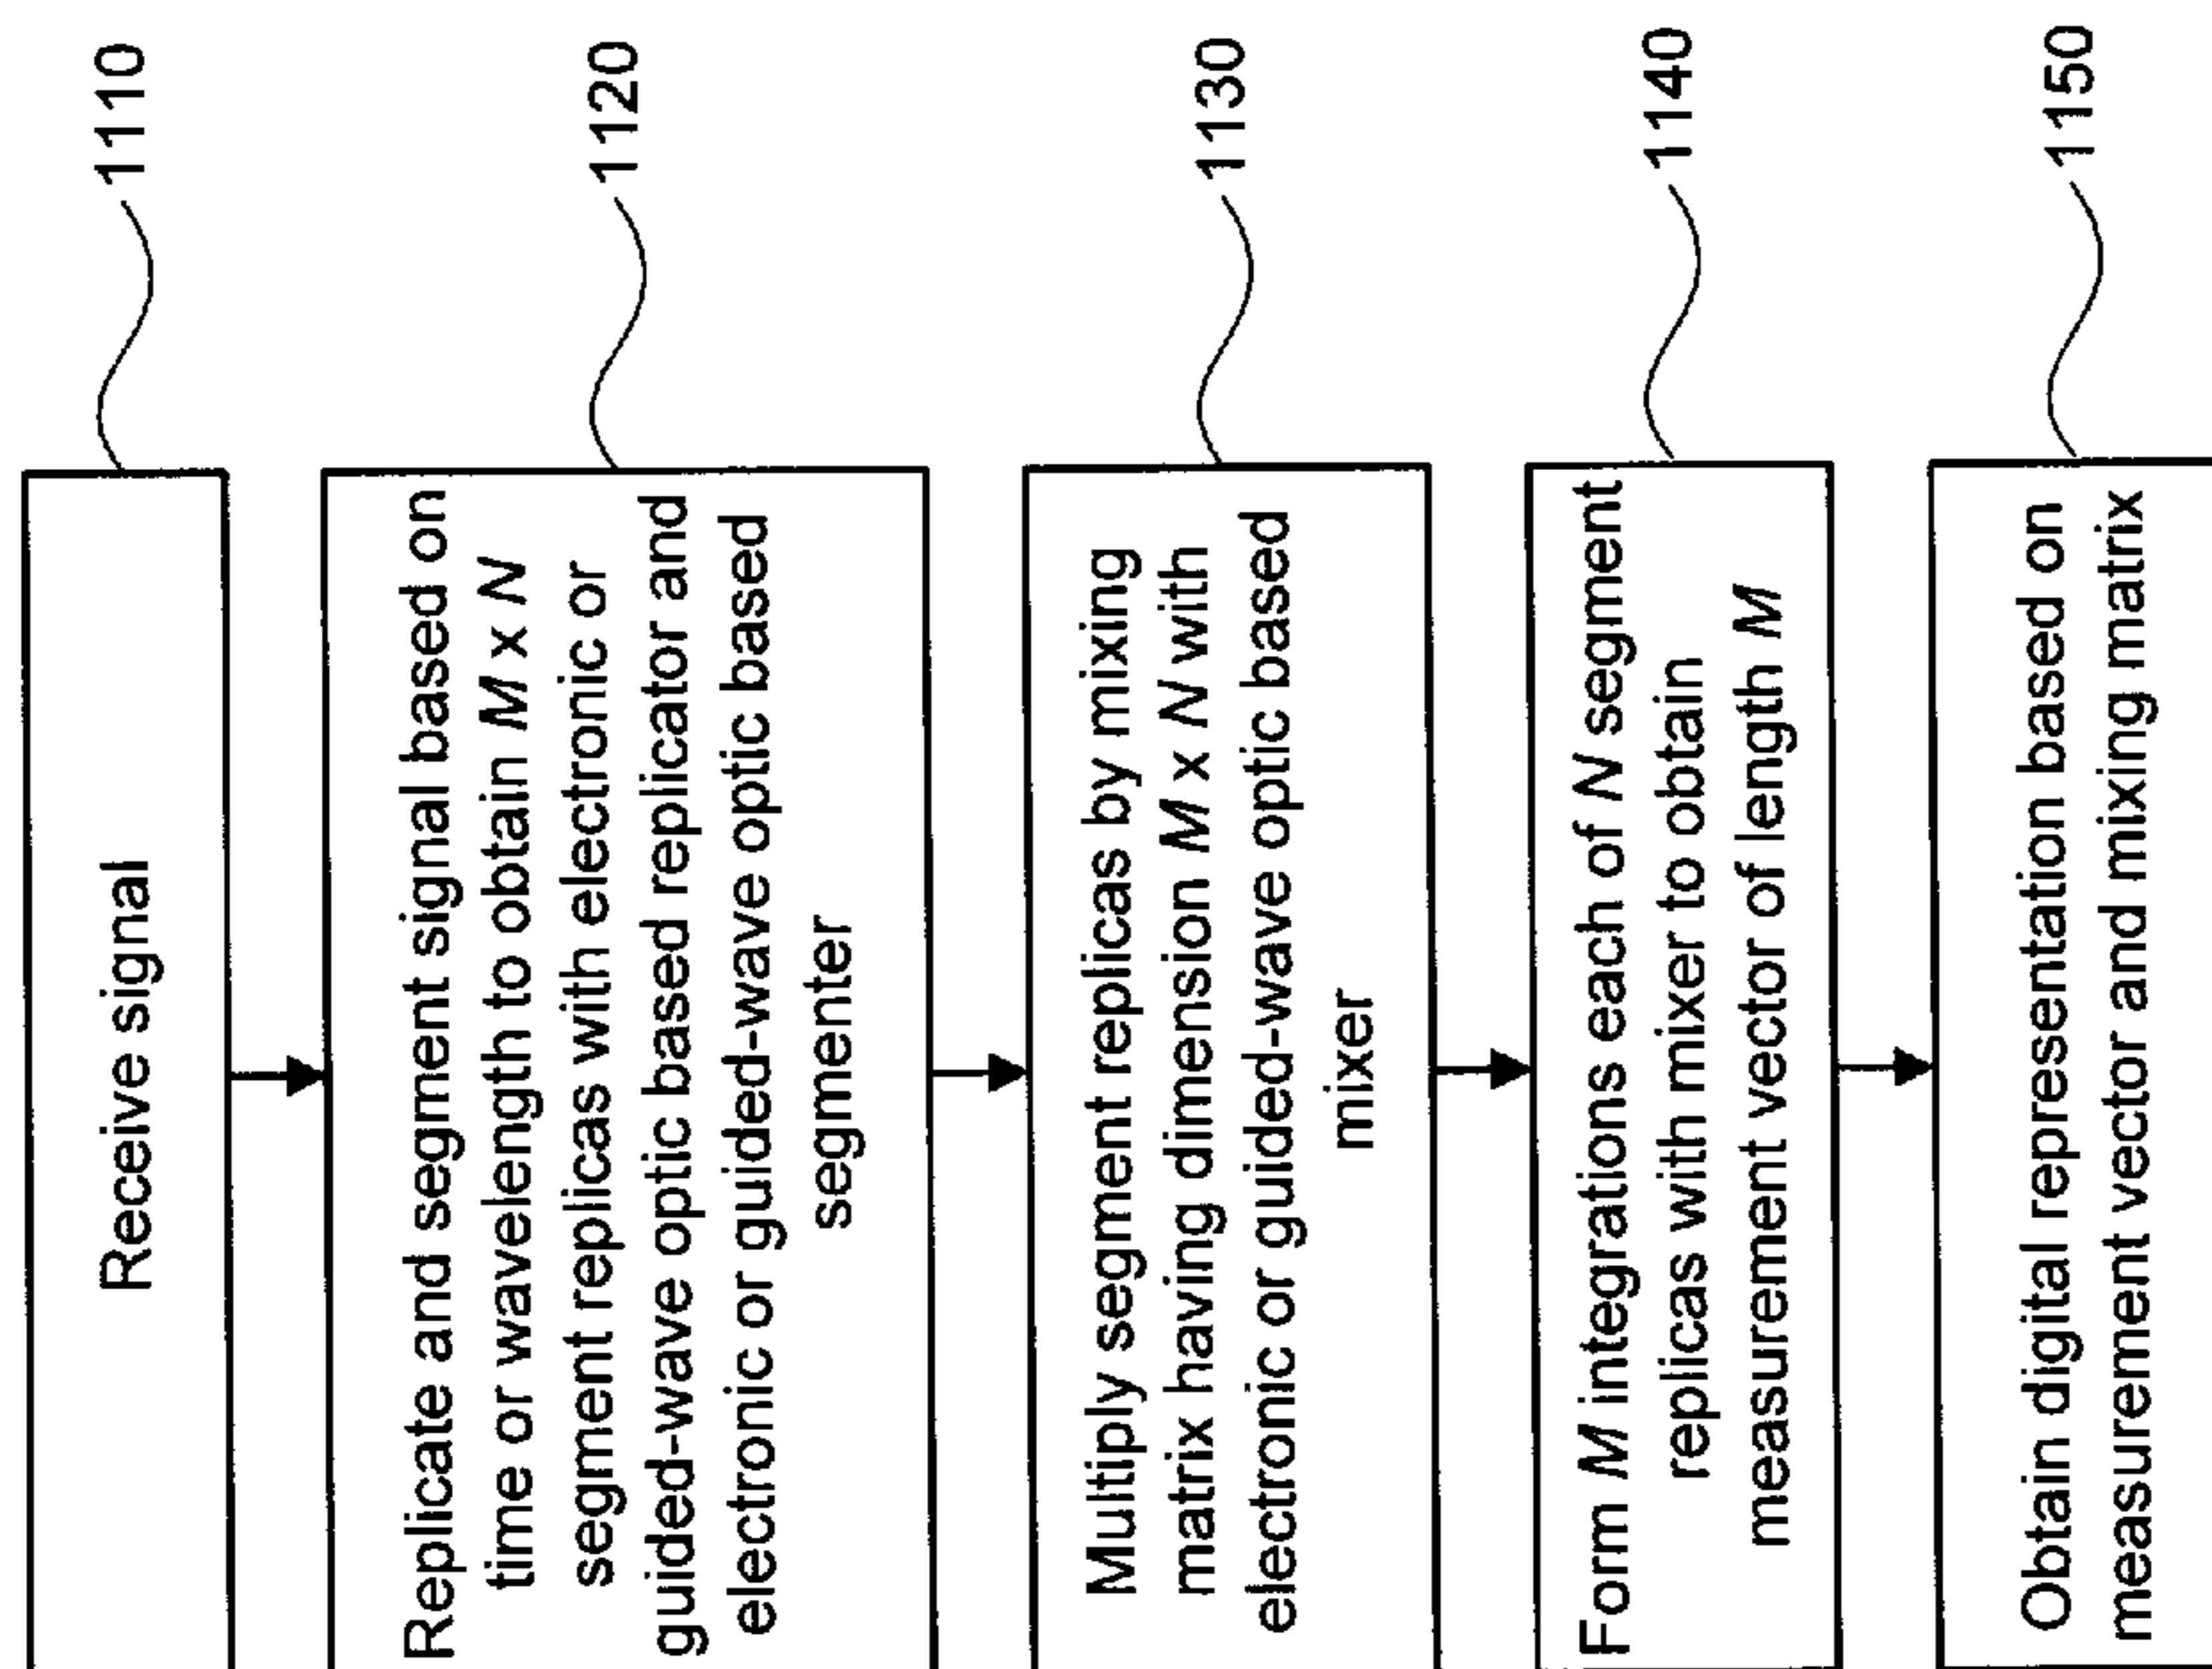 Receive signal
1110
Replicate and segment signal based on
time or wavelength to obtain M x N
segment replicas with electronic or
guided-wave optic based replicator and
electronic or guided-wave optic based
segmenter
1120
Multiply segment replicas by mixing
matrix having dimension M x N with
electronic or guided-wave optic based
mixer
1130
Form M integrations each of N segment
replicas with mixer to obtain
measurement vector of length M
1140
Obtain digital representation based on
measurement vector and mixing matrix
1150